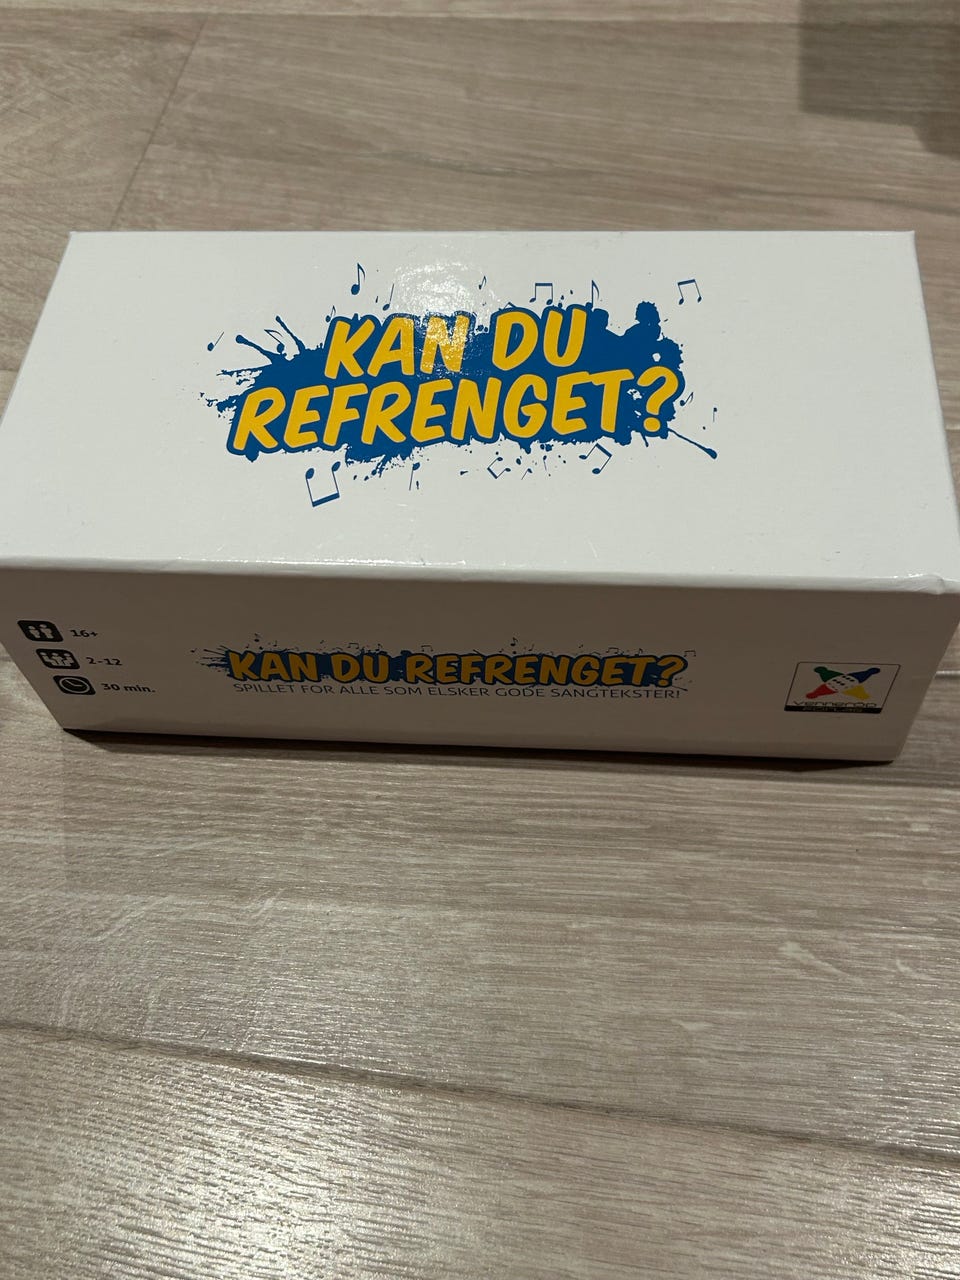 KAN DU
REFRENGET?
16+
2-12
30 min.
KAN DU REFRENGET?
SPILLET FOR ALLE SOM ELSKER GODE SANGTEKSTER!